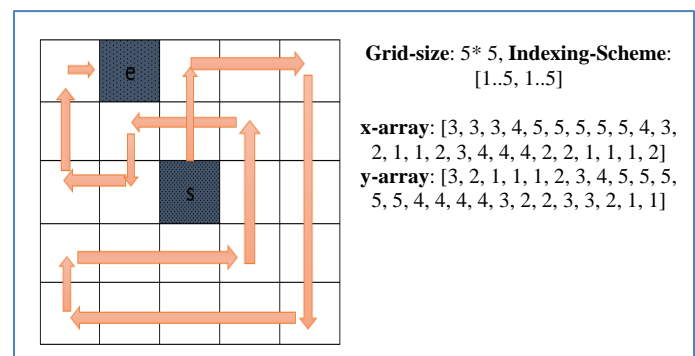 e
s
Grid-size: 5* 5, Indexing-Scheme:
[1..5, 1..5]
x-array: [3, 3, 3, 4, 5, 5, 5, 5, 5, 4, 3,
2, 1, 1, 2, 3, 4, 4, 4, 2, 2, 1, 1, 1, 2]
y-array: [3, 2, 1, 1, 1, 2, 3, 4, 5, 5, 5,
5, 5, 4, 4, 4, 4, 3, 2, 2, 3, 3, 2, 1, 1]